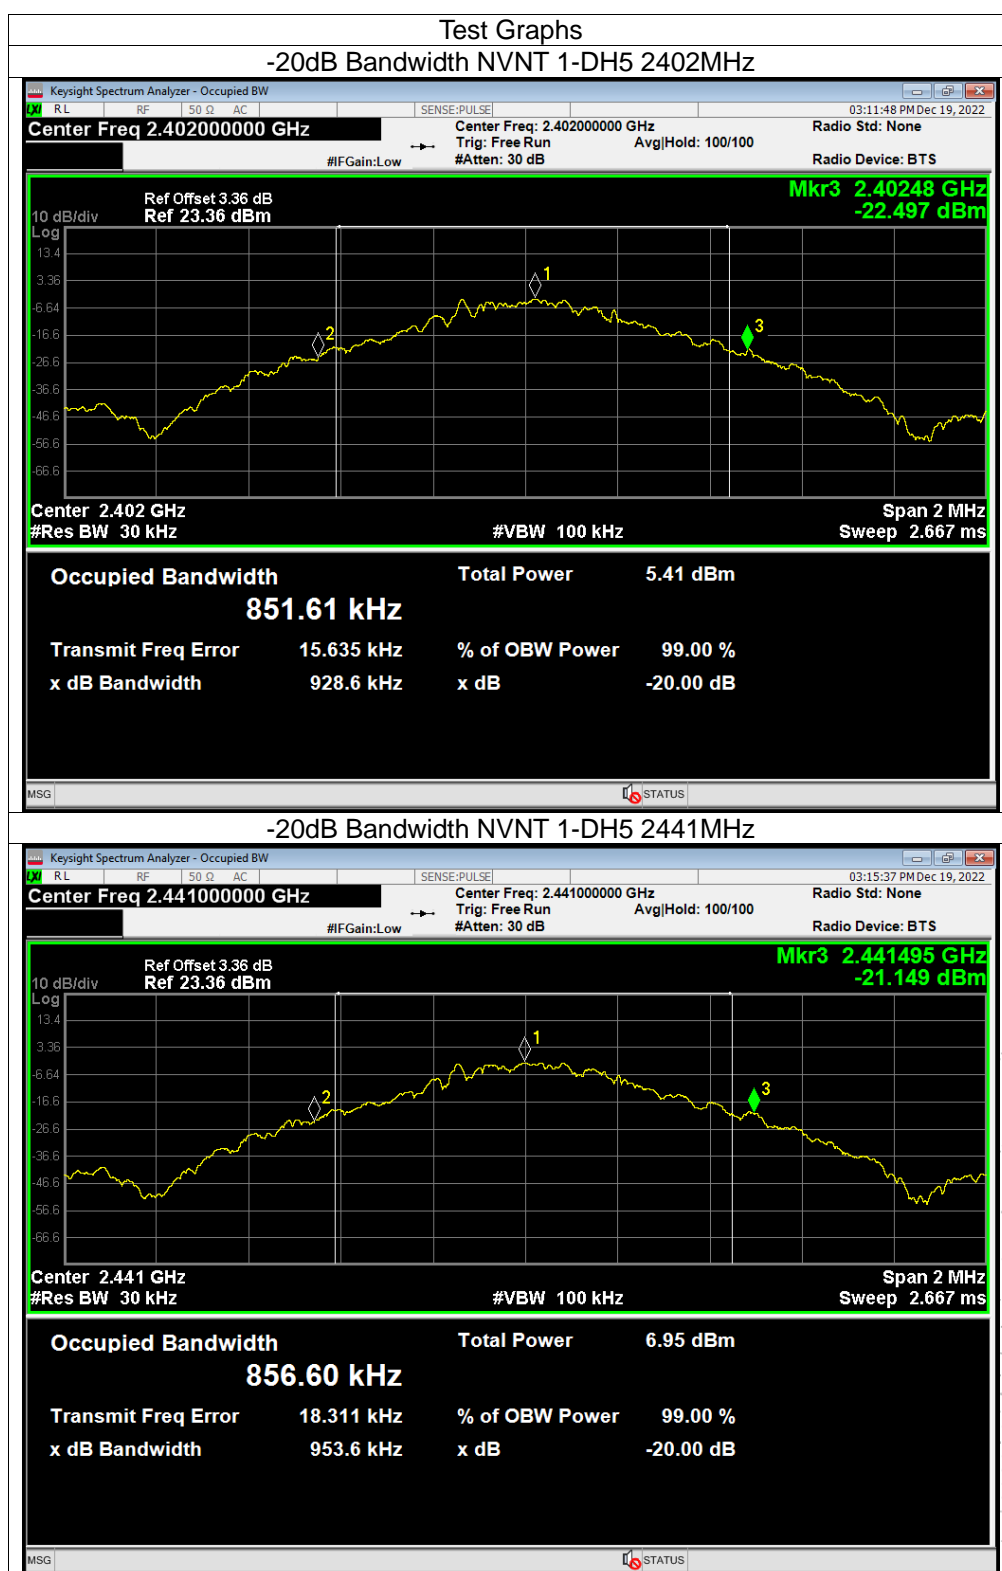 Test Graphs
-20dB Bandwidth NVNT 1-DH5 2402MHz
Keysight Spectrum Analyzer - Occupied BW
LXI RL RF 50 Ω AC SENSE:PULSE 03:11:48 PM Dec 19, 2022
Center Freq 2.402000000 GHz Center Freq: 2.402000000 GHz Radio Std: None
Trig: Free Run Avg|Hold: 100/100
#IFGain:Low #Atten: 30 dB Radio Device: BTS
Mkr3 2.40248 GHz
-22.497 dBm
Ref Offset 3.36 dB
10 dB/div Ref 23.36 dBm
Log
13.4
3.36
-6.64
-16.6
-26.6
-36.6
-46.6
-56.6
-66.6
1
2
3
Center 2.402 GHz Span 2 MHz
#Res BW 30 kHz #VBW 100 kHz Sweep 2.667 ms
Occupied Bandwidth Total Power 5.41 dBm
851.61 kHz
Transmit Freq Error 15.635 kHz % of OBW Power 99.00 %
x dB Bandwidth 928.6 kHz x dB -20.00 dB
MSG STATUS
-20dB Bandwidth NVNT 1-DH5 2441MHz
Keysight Spectrum Analyzer - Occupied BW
LXI RL RF 50 Ω AC SENSE:PULSE 03:15:37 PM Dec 19, 2022
Center Freq 2.441000000 GHz Center Freq: 2.441000000 GHz Radio Std: None
Trig: Free Run Avg|Hold: 100/100
#IFGain:Low #Atten: 30 dB Radio Device: BTS
Mkr3 2.441495 GHz
-21.149 dBm
Ref Offset 3.36 dB
10 dB/div Ref 23.36 dBm
Log
13.4
3.36
-6.64
-16.6
-26.6
-36.6
-46.6
-56.6
-66.6
1
2
3
Center 2.441 GHz Span 2 MHz
#Res BW 30 kHz #VBW 100 kHz Sweep 2.667 ms
Occupied Bandwidth Total Power 6.95 dBm
856.60 kHz
Transmit Freq Error 18.311 kHz % of OBW Power 99.00 %
x dB Bandwidth 953.6 kHz x dB -20.00 dB
MSG STATUS